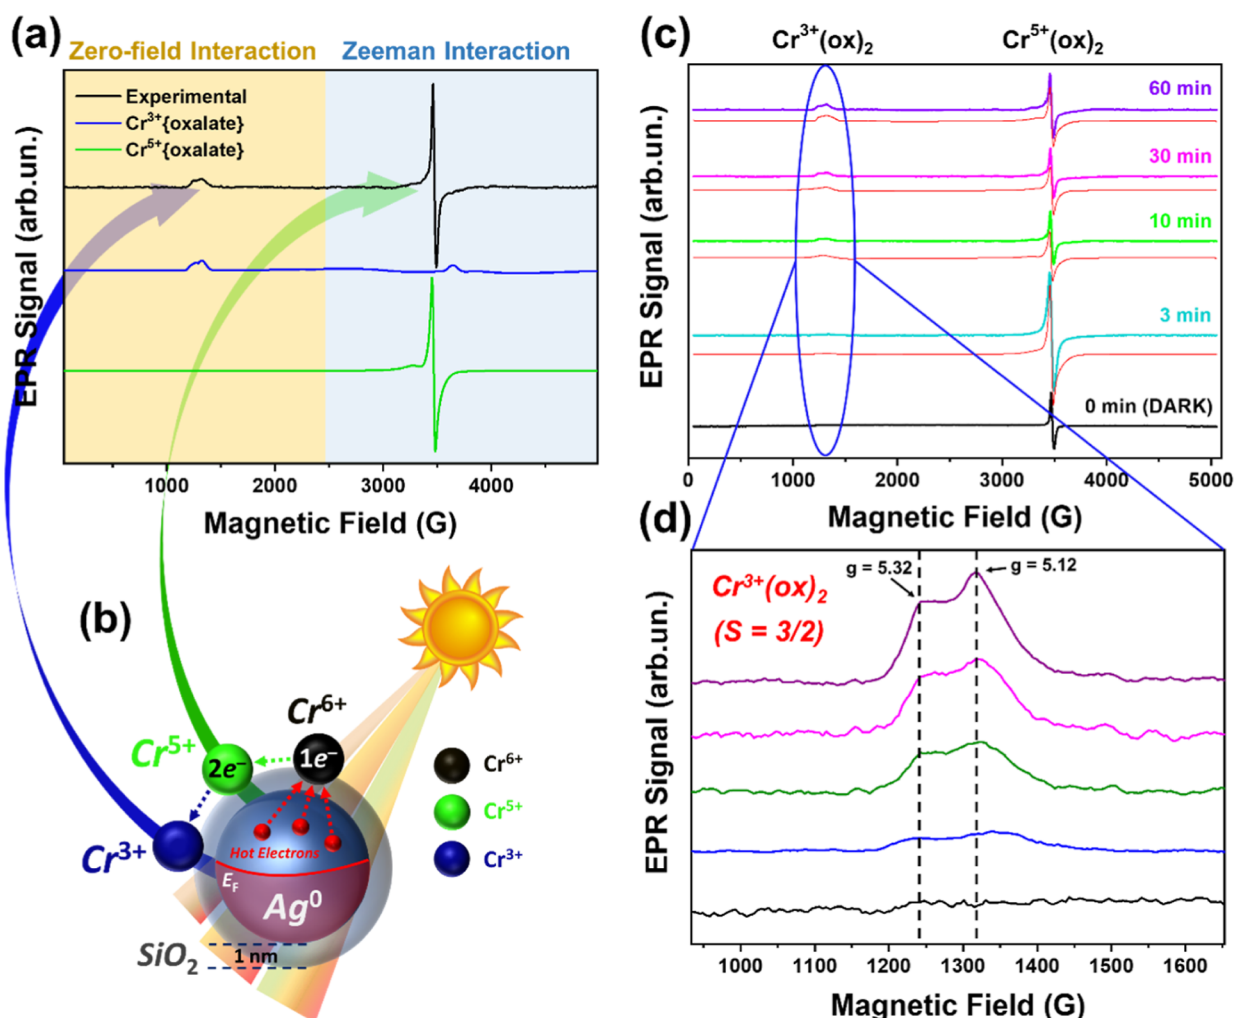 (a)
Zero-field Interaction
Zeeman Interaction
Experimental
Cr³⁺{oxalate}
Cr⁵⁺{oxalate}
EPR Signal (arb.un.)
1000 2000 3000 4000
Magnetic Field (G)
(b)
Cr⁶⁺
1e⁻
Cr⁵⁺
2e⁻
Cr³⁺
Hot Electrons
E_F
Ag⁰
SiO₂
1 nm
Cr⁶⁺
Cr⁵⁺
Cr³⁺
(c)
Cr³⁺(ox)₂
Cr⁵⁺(ox)₂
60 min
30 min
10 min
3 min
0 min (DARK)
EPR Signal (arb.un.)
0 1000 2000 3000 4000 5000
Magnetic Field (G)
(d)
g = 5.32
g = 5.12
Cr³⁺(ox)₂
(S = 3/2)
EPR Signal (arb.un.)
1000 1100 1200 1300 1400 1500 1600
Magnetic Field (G)